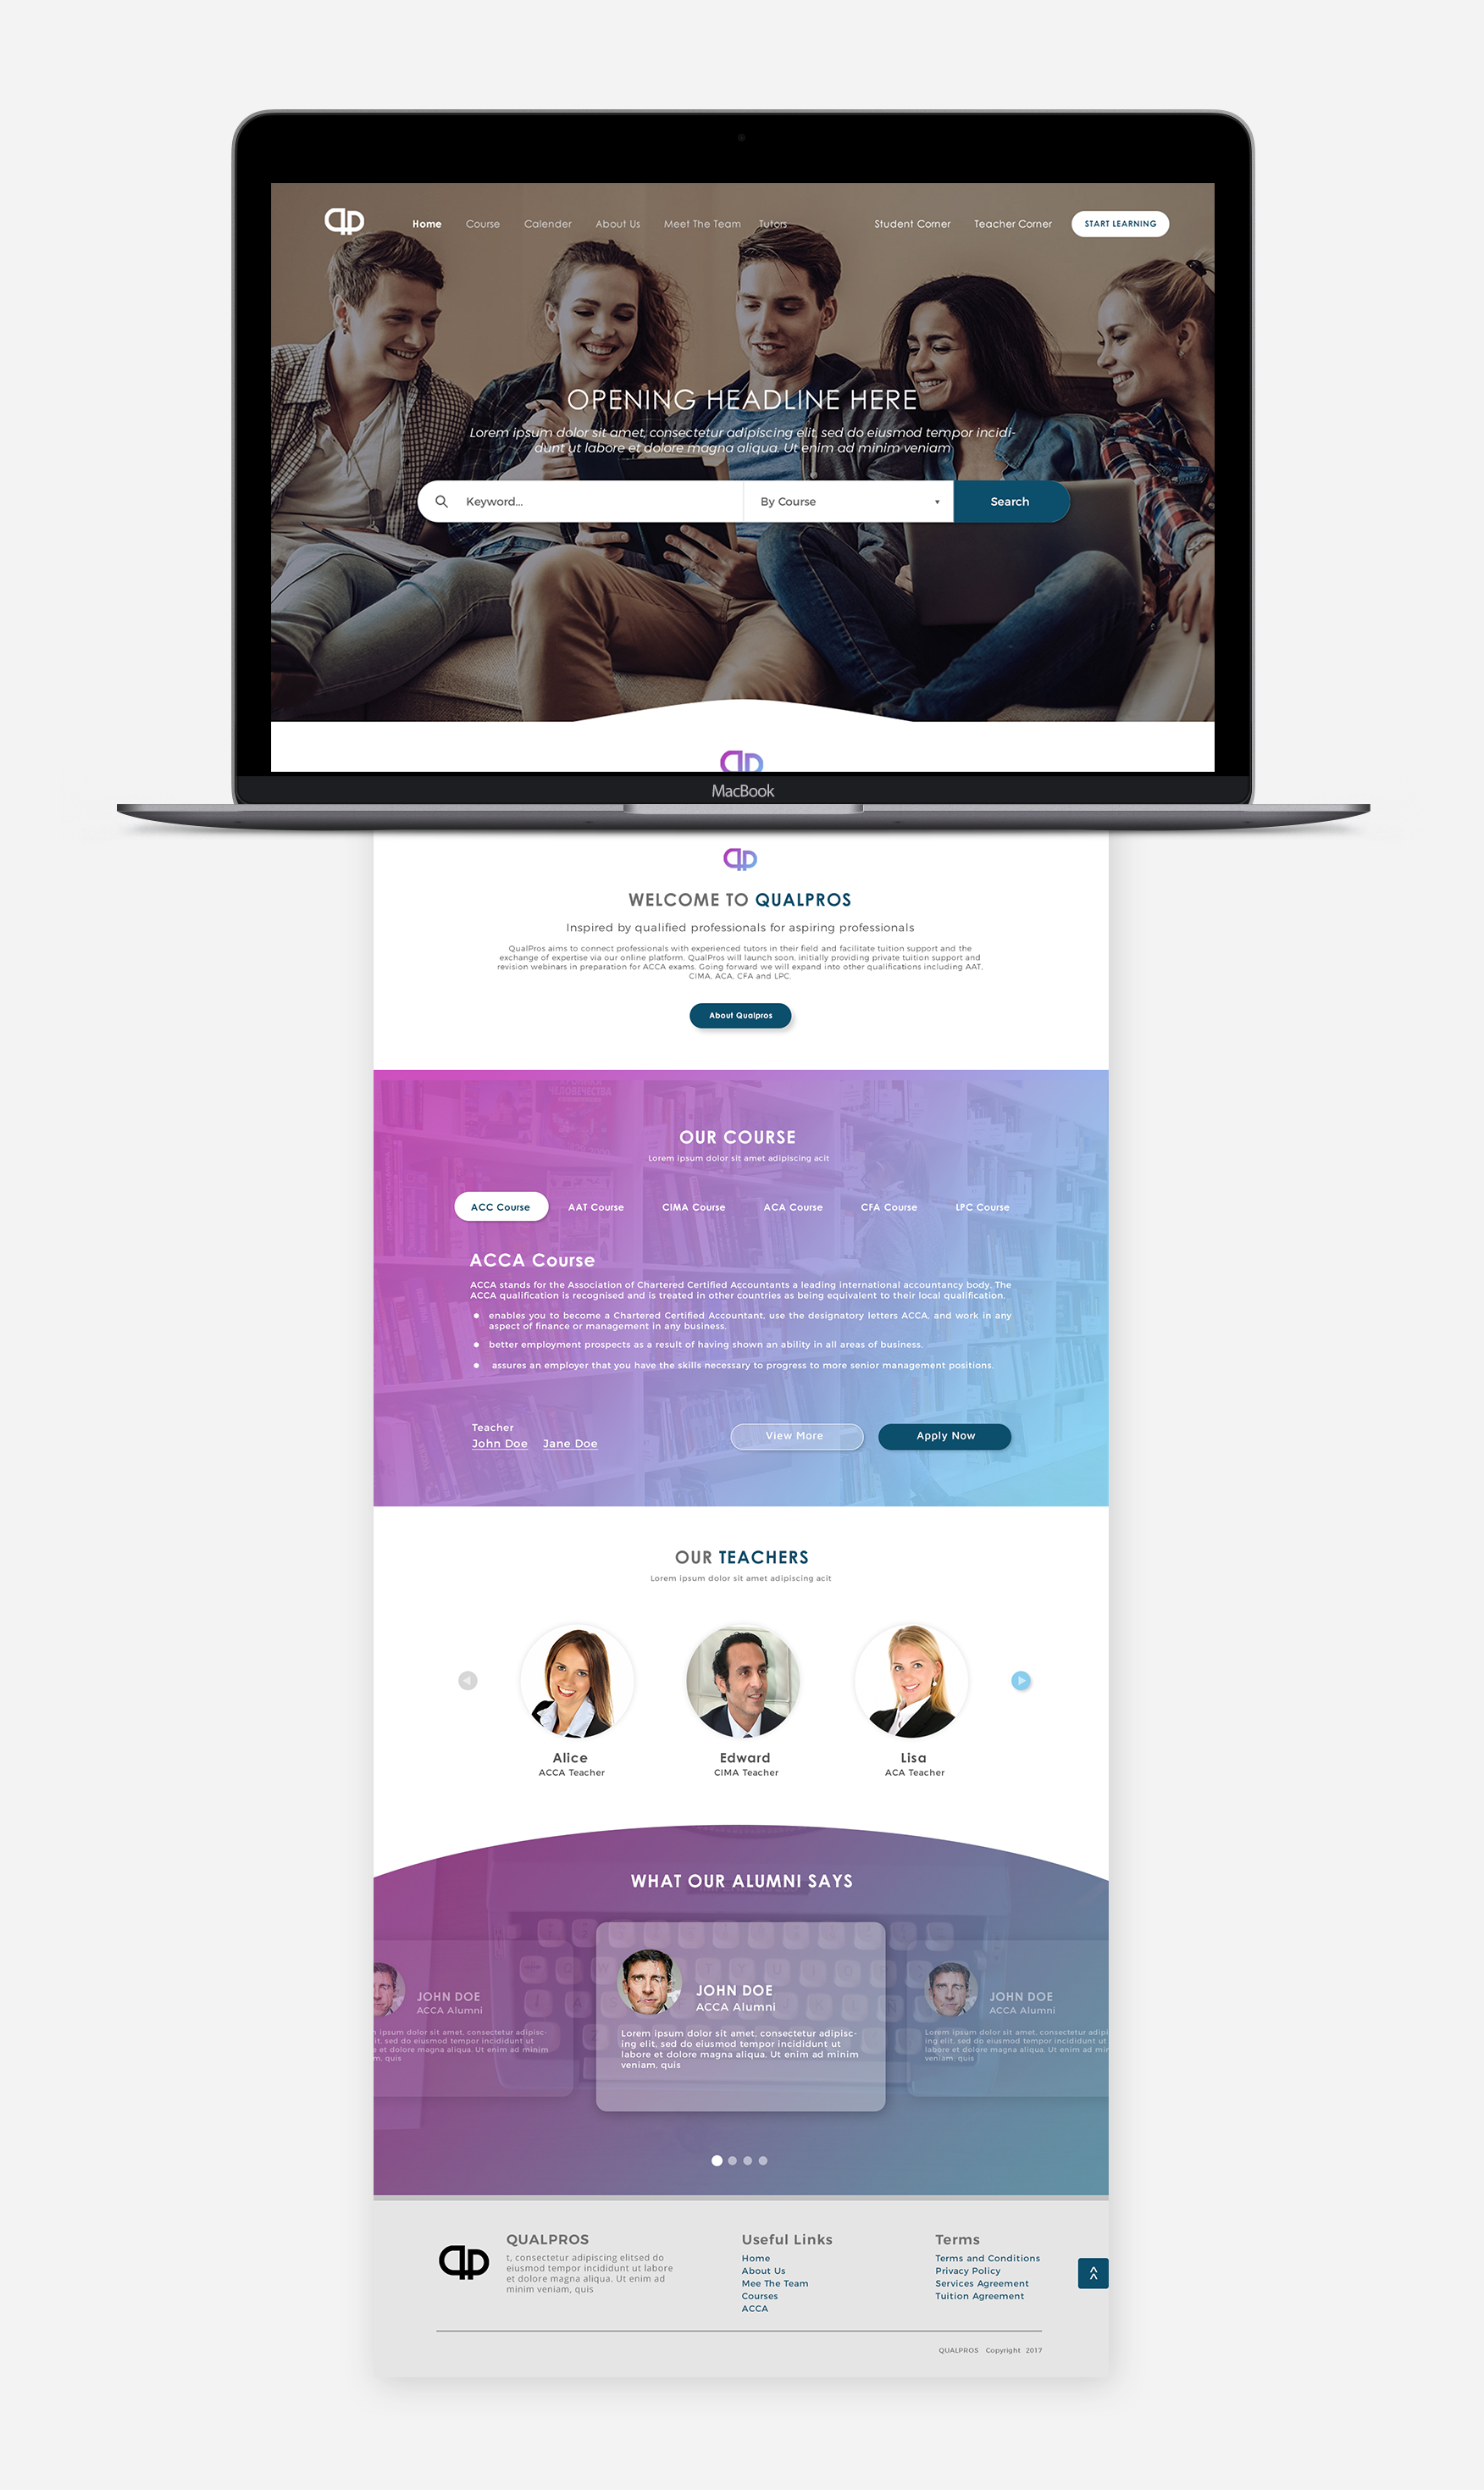 Home Course Calender About Us Meet The Team Tutors Student Corner Teacher Corner START LEARNING
OPENING HEADLINE HERE
Lorem ipsum dolor sit amet, consectetur adipiscing elit, sed do eiusmod tempor incidi-
dunt ut labore et dolore magna aliqua. Ut enim ad minim veniam
Keyword... By Course Search
MacBook
WELCOME TO QUALPROS
Inspired by qualified professionals for aspiring professionals
QualPros aims to connect professionals with experienced tutors in their field and facilitate tuition support and the
exchange of expertise via our online platform. QualPros will launch soon, initially providing private tuition support and
revision webinars in preparation for ACCA exams. Going forward we will expand into other qualifications including AAT,
CIMA, ACA, CFA and LPC.
About Qualpros
ЧЕЛОВЕЧЕСТВА
OUR COURSE
Lorem ipsum dolor sit amet adipiscing acit
ACC Course AAT Course CIMA Course ACA Course CFA Course LPC Course
ACCA Course
ACCA stands for the Association of Chartered Certified Accountants a leading international accountancy body. The
ACCA qualification is recognised and is treated in other countries as being equivalent to their local qualification.
enables you to become a Chartered Certified Accountant, use the designatory letters ACCA, and work in any
aspect of finance or management in any business.
better employment prospects as a result of having shown an ability in all areas of business.
assures an employer that you have the skills necessary to progress to more senior management positions.
Teacher
John Doe Jane Doe View More Apply Now
OUR TEACHERS
Lorem ipsum dolor sit amet adipiscing acit
Alice Edward Lisa
ACCA Teacher CIMA Teacher ACA Teacher
WHAT OUR ALUMNI SAYS
JOHN DOE
ACCA Alumni
ipsum dolor sit amet, consectetur adipisc-
it, sed do eiusmod tempor incididunt ut
et dolore magna aliqua. Ut enim ad minim
m, quis
JOHN DOE
ACCA Alumni
Lorem ipsum dolor sit amet, consectetur adipisc-
ing elit, sed do eiusmod tempor incididunt ut
labore et dolore magna aliqua. Ut enim ad minim
veniam, quis
JOHN DOE
ACCA Alumni
Lorem ipsum dolor sit amet, consectetur adipi
ing elit, sed do eiusmod tempor incididunt ut
labore et dolore magna aliqua. Ut enim ad mir
veniam, quis
QUALPROS
t, consectetur adipiscing elitsed do
eiusmod tempor incididunt ut labore
et dolore magna aliqua. Ut enim ad
minim veniam, quis
Useful Links
Home
About Us
Mee The Team
Courses
ACCA
Terms
Terms and Conditions
Privacy Policy
Services Agreement
Tuition Agreement
QUALPROS Copyright 2017